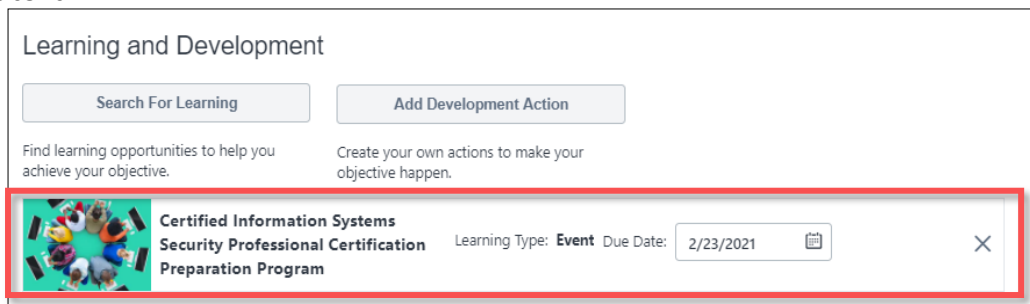 Learning and Development
Search For Learning
Add Development Action
Find learning opportunities to help you
achieve your objective.
Create your own actions to make your
objective happen.
Certified Information Systems
Security Professional Certification
Preparation Program
Learning Type: Event Due Date: 2/23/2021